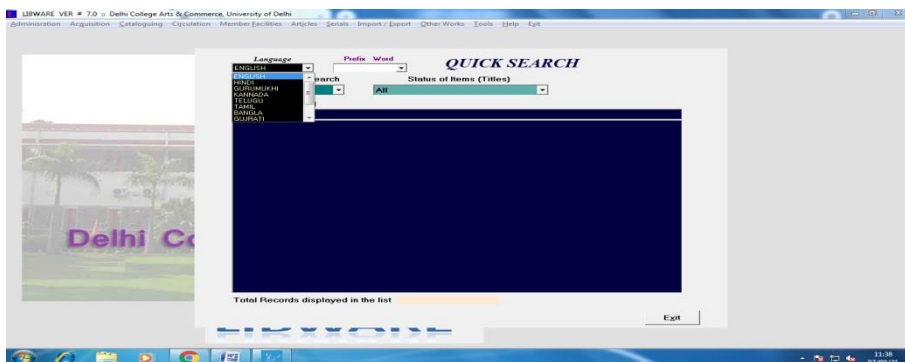 LIBWARE VER # 7.0 :: Delhi College Arts & Commerce, University of Delhi
Administration Acquisition Cataloguing Circulation Member Facilities Articles Serials Import / Export Other Works Tools Help Exit
Language Prefix Word QUICK SEARCH
ENGLISH
earch Status of Items (Titles)
All
ENGLISH
HINDI
GURUMUKHI
KANNADA
TELUGU
TAMIL
BANGLA
GUJRATI
Delhi Co
Total Records displayed in the list
Exit
LIBWARE
11:38